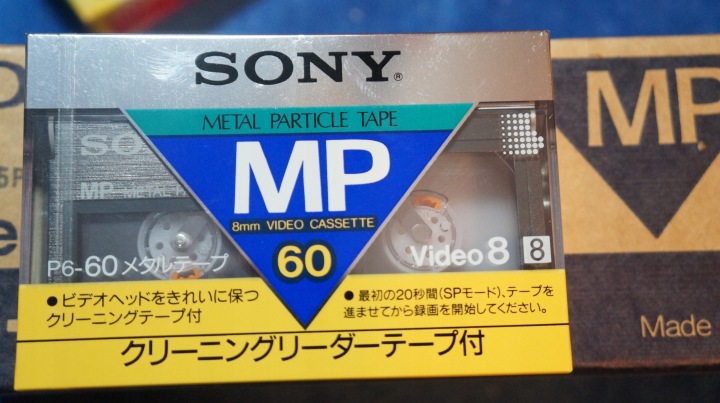 SONY®
METAL PARTICLE TAPE
MP
8mm VIDEO CASSETTE
60
P6-60 メタルテープ
Video 8 8
●ビデオヘッドをきれいに保つ
クリーニングテープ付
●最初の20秒間(SPモード)、テープを
進ませてから録画を開始してください。
クリーニングリーダーテープ付
SO
MP METAL
MP
Made